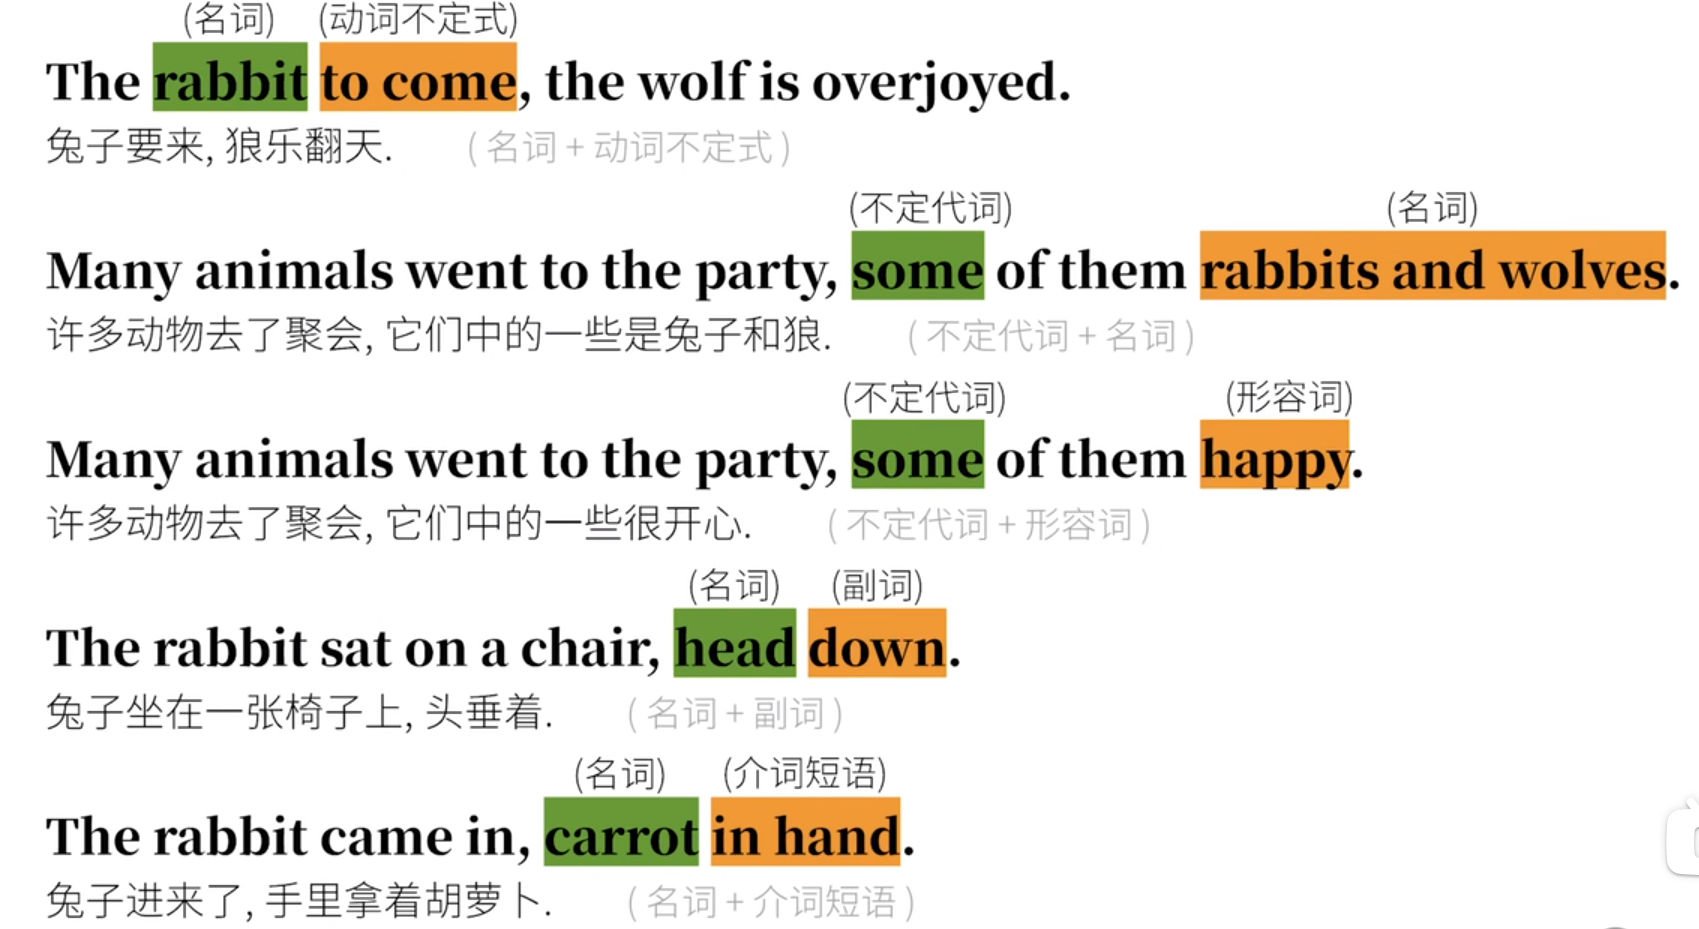 (名词) (动词不定式)
The rabbit to come, the wolf is overjoyed.
兔子要来, 狼乐翻天. ( 名词 + 动词不定式 )
(不定代词) (名词)
Many animals went to the party, some of them rabbits and wolves.
许多动物去了聚会, 它们中的一些是兔子和狼. ( 不定代词 + 名词 )
(不定代词) (形容词)
Many animals went to the party, some of them happy.
许多动物去了聚会, 它们中的一些很开心. ( 不定代词 + 形容词 )
(名词) (副词)
The rabbit sat on a chair, head down.
兔子坐在一张椅子上, 头垂着. ( 名词 + 副词 )
(名词) (介词短语)
The rabbit came in, carrot in hand.
兔子进来了, 手里拿着胡萝卜. ( 名词 + 介词短语 )